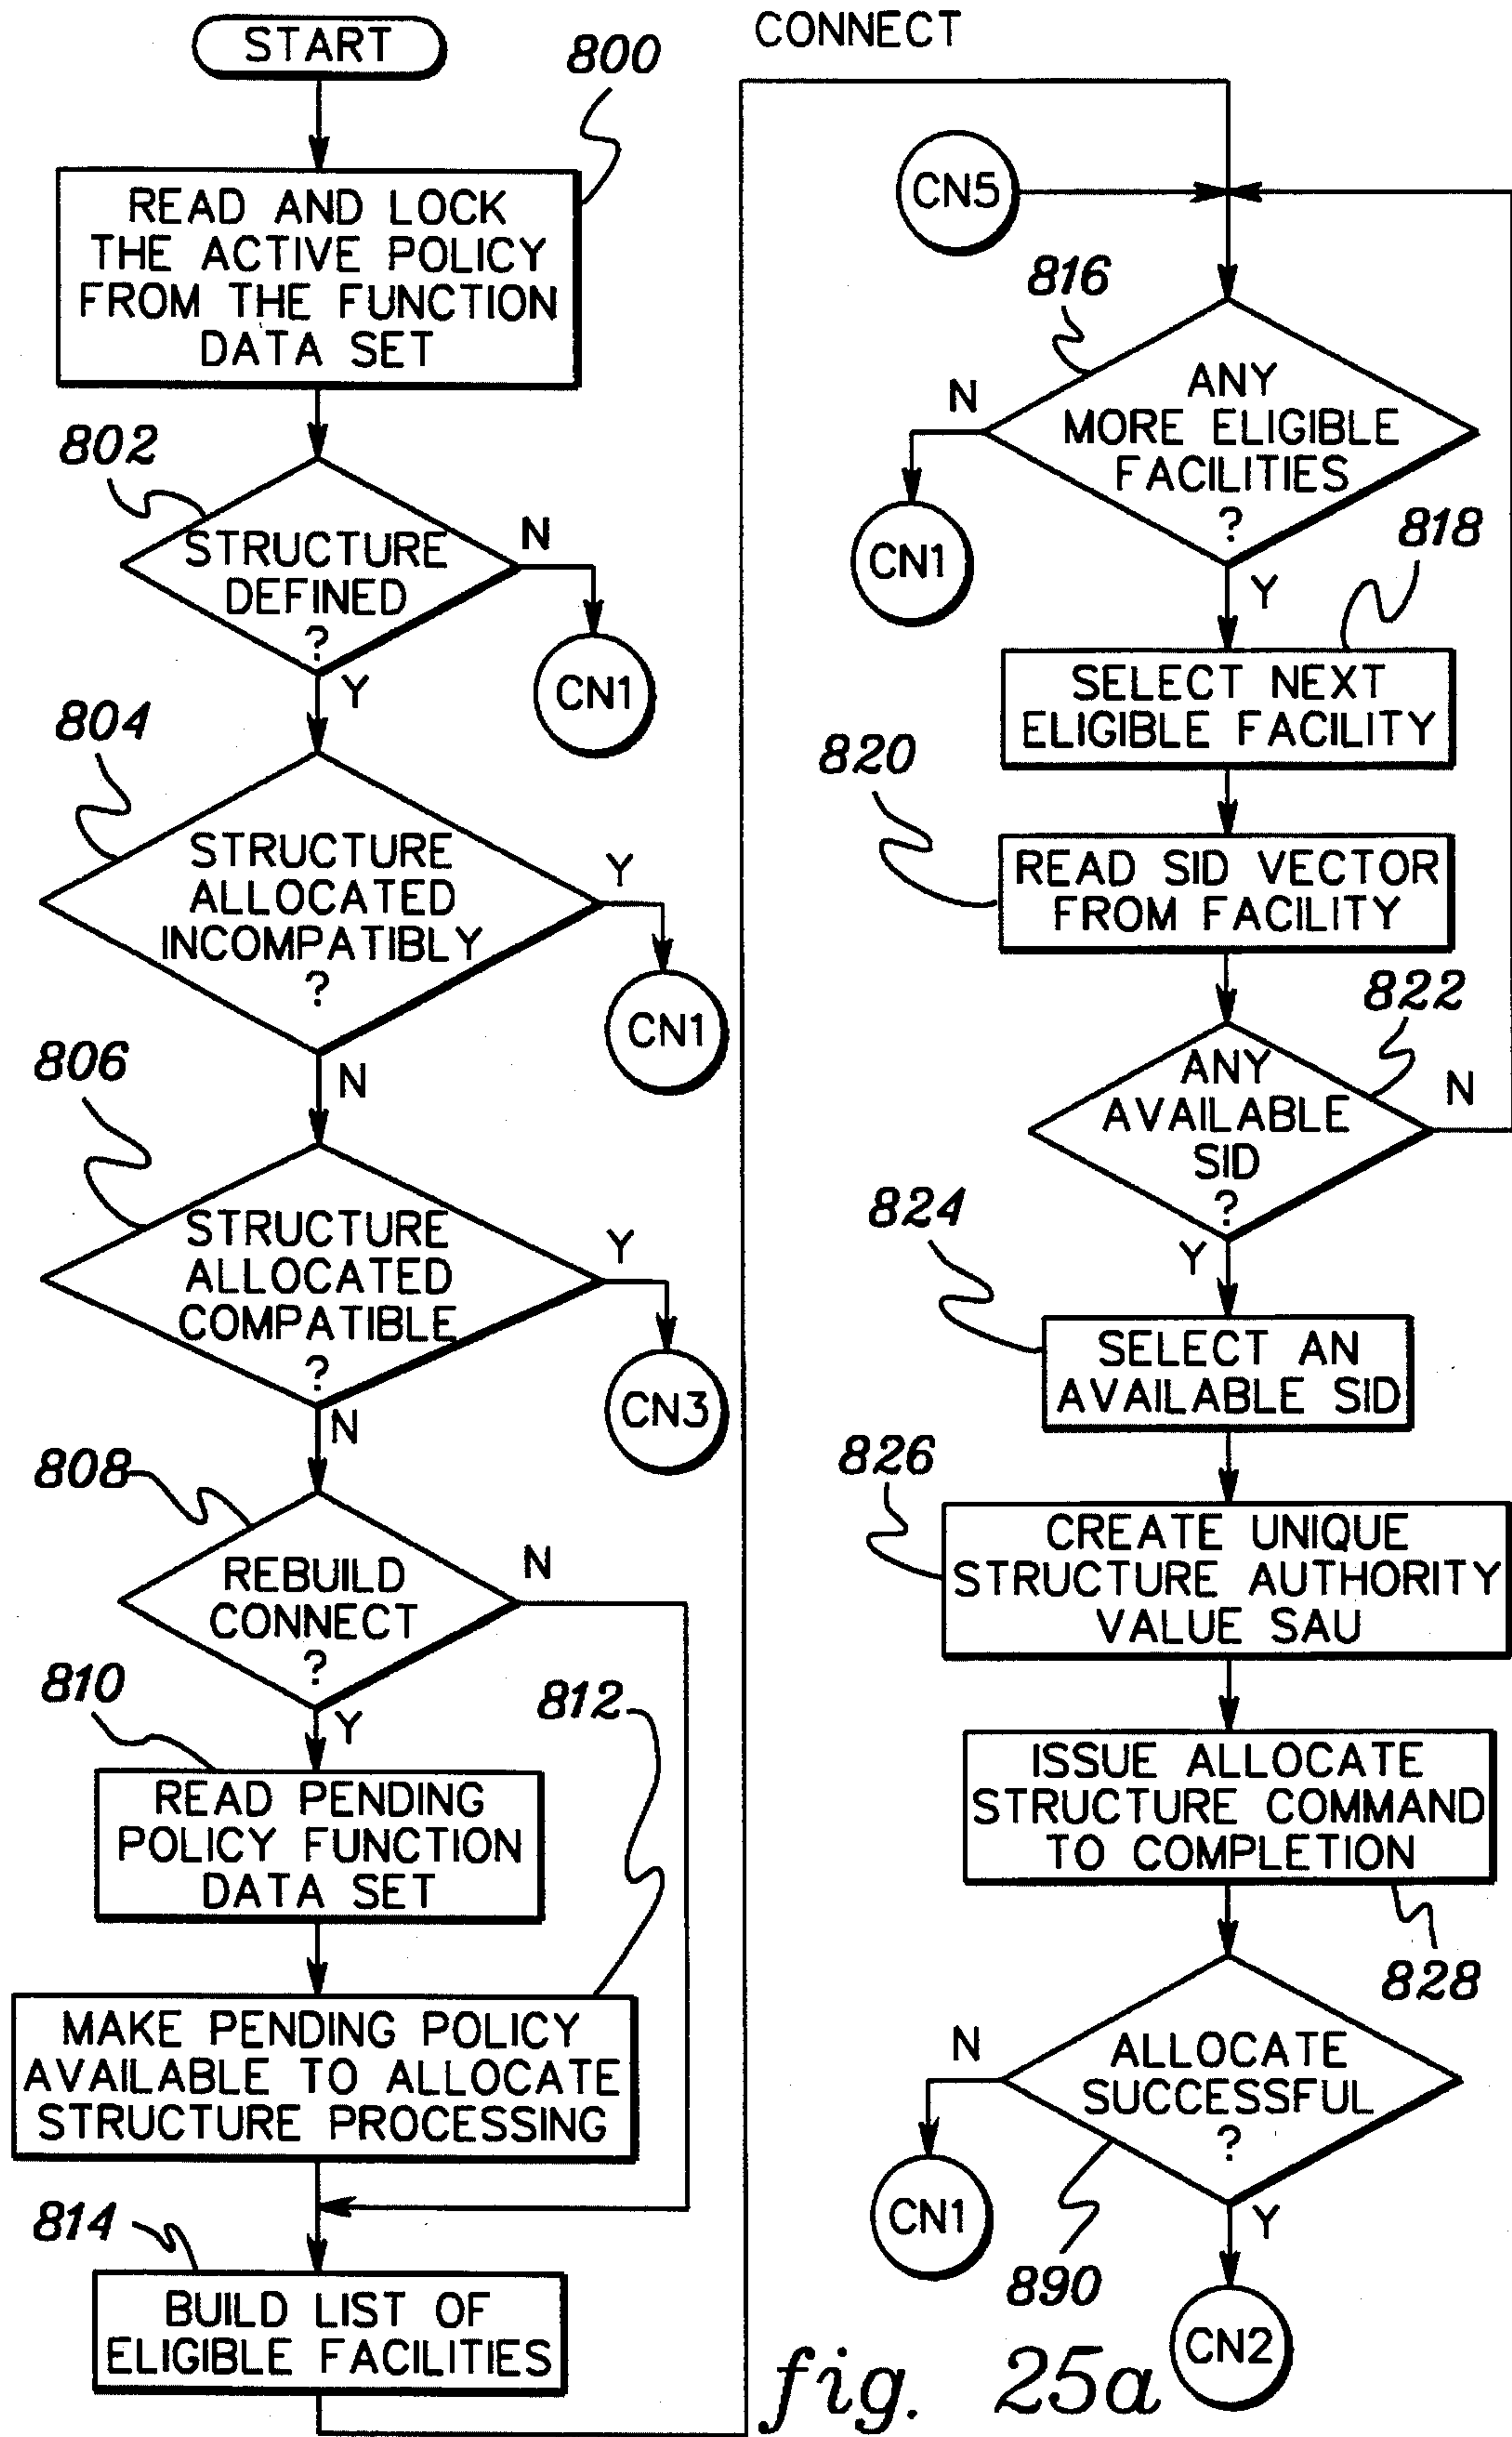 CONNECT
START
800
READ AND LOCK
THE ACTIVE POLICY
FROM THE FUNCTION
DATA SET
802
STRUCTURE
DEFINED
?
N
CN1
Y
804
STRUCTURE
ALLOCATED
INCOMPATIBLY
?
Y
CN1
N
806
STRUCTURE
ALLOCATED
COMPATIBLE
?
Y
CN3
N
808
REBUILD
CONNECT
?
N
Y
810
READ PENDING
POLICY FUNCTION
DATA SET
812
MAKE PENDING POLICY
AVAILABLE TO ALLOCATE
STRUCTURE PROCESSING
814
BUILD LIST OF
ELIGIBLE FACILITIES
CN5
816
ANY
MORE ELIGIBLE
FACILITIES
?
N
CN1
Y
818
SELECT NEXT
ELIGIBLE FACILITY
820
READ SID VECTOR
FROM FACILITY
822
ANY
AVAILABLE
SID
?
N
Y
824
SELECT AN
AVAILABLE SID
826
CREATE UNIQUE
STRUCTURE AUTHORITY
VALUE SAU
ISSUE ALLOCATE
STRUCTURE COMMAND
TO COMPLETION
828
ALLOCATE
SUCCESSFUL
?
N
CN1
890
Y
CN2
fig. 25a